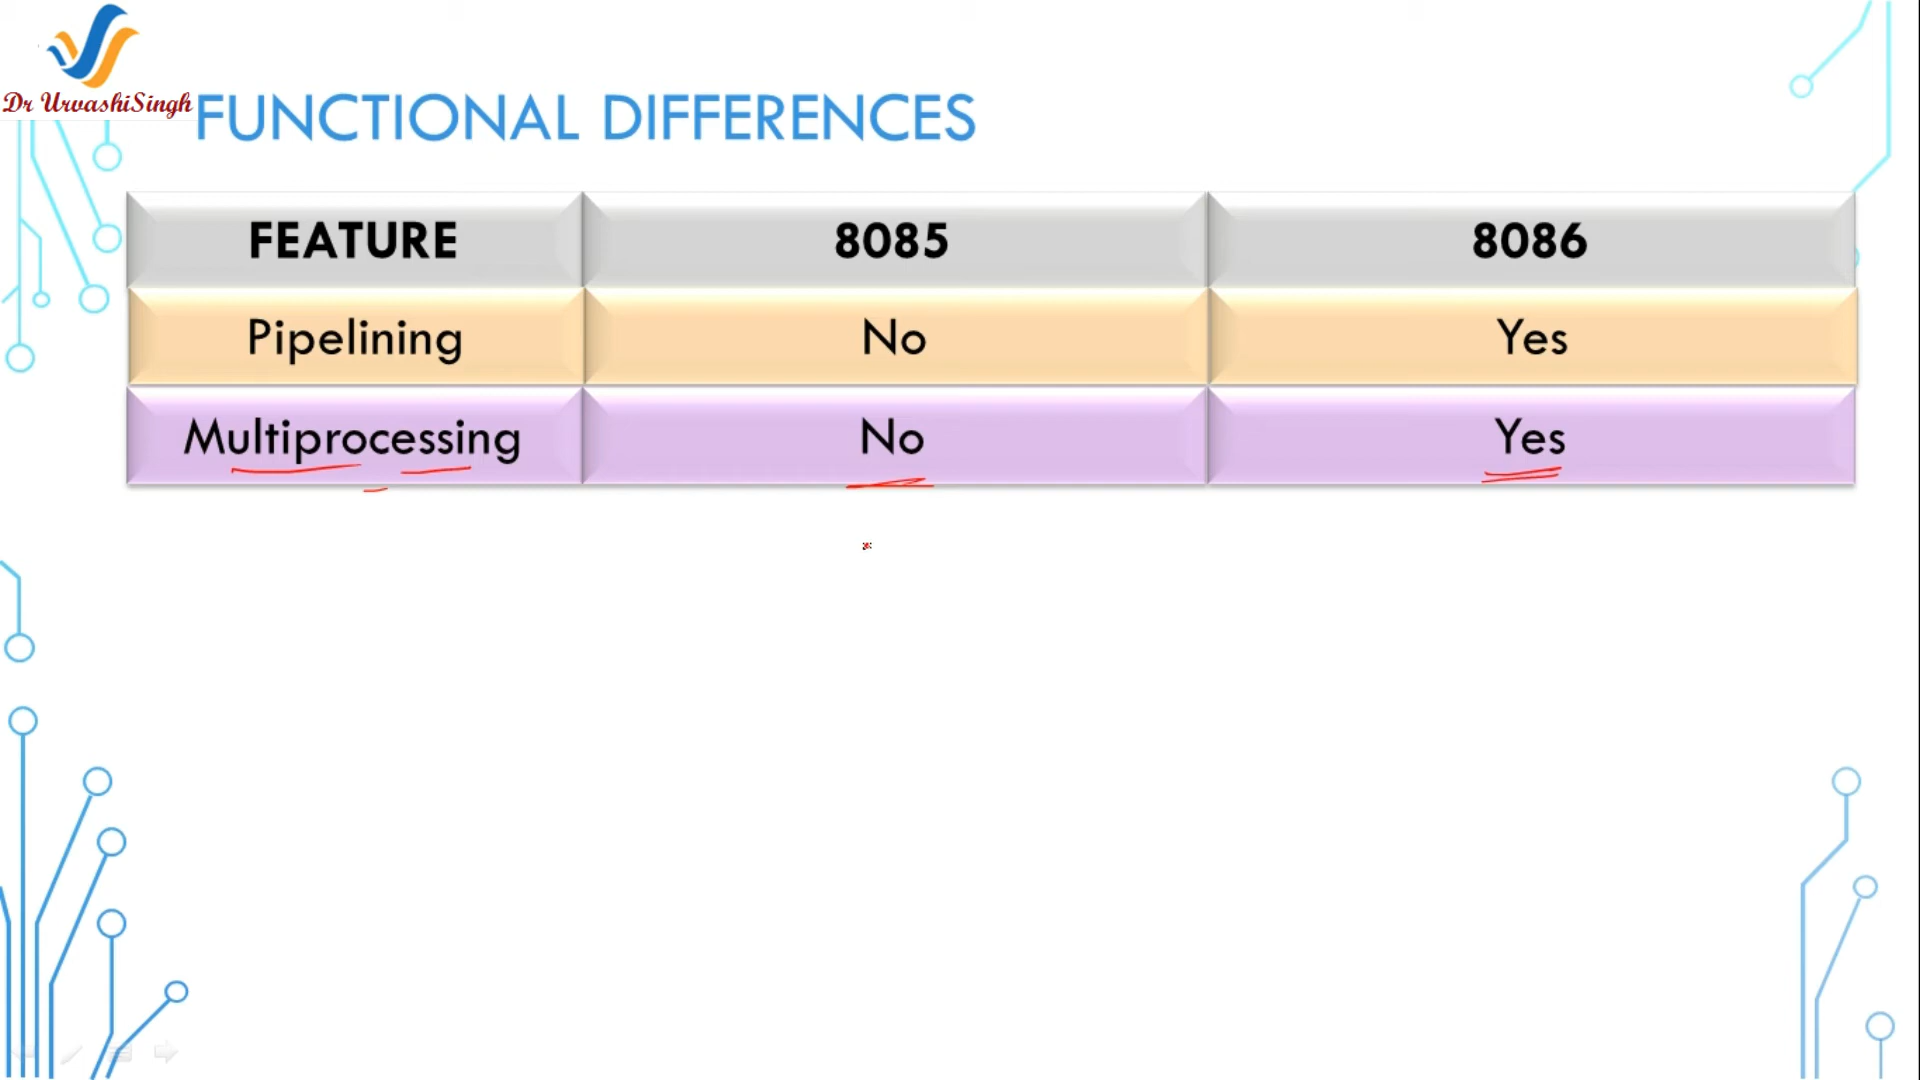 Dr UrvashiSingh
FUNCTIONAL DIFFERENCES
FEATURE 8085 8086
Pipelining No Yes
Multiprocessing No Yes